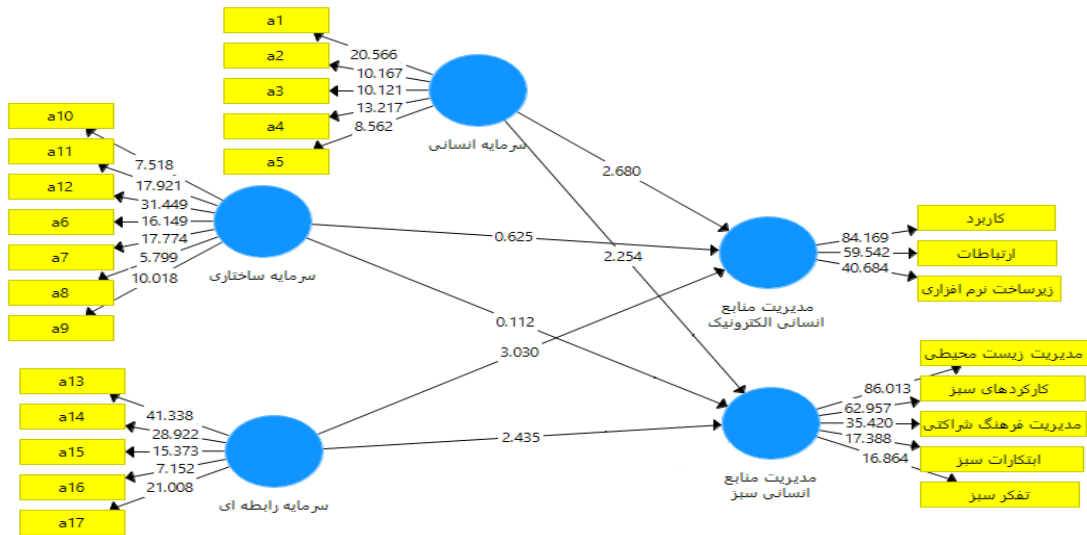 a1
a2
a3
a4
a5
20.566
10.167
10.121
13.217
8.562
سرمایه انسانی
a10
a11
a12
a6
a7
a8
a9
7.518
17.921
31.449
16.149
17.774
5.799
10.018
سرمایه ساختاری
a13
a14
a15
a16
a17
41.338
28.922
15.373
7.152
21.008
سرمایه رابطه ای
2.680
0.625
2.254
0.112
3.030
2.435
مدیریت منابع
انسانی الکترونیک
84.169
59.542
40.684
کاربرد
ارتباطات
زیرساخت نرم افزاری
مدیریت منابع
انسانی سبز
86.013
62.957
35.420
17.388
16.864
مدیریت زیست محیطی
کارکردهای سبز
مدیریت فرهنگ شراکتی
ابتکارات سبز
تفکر سبز